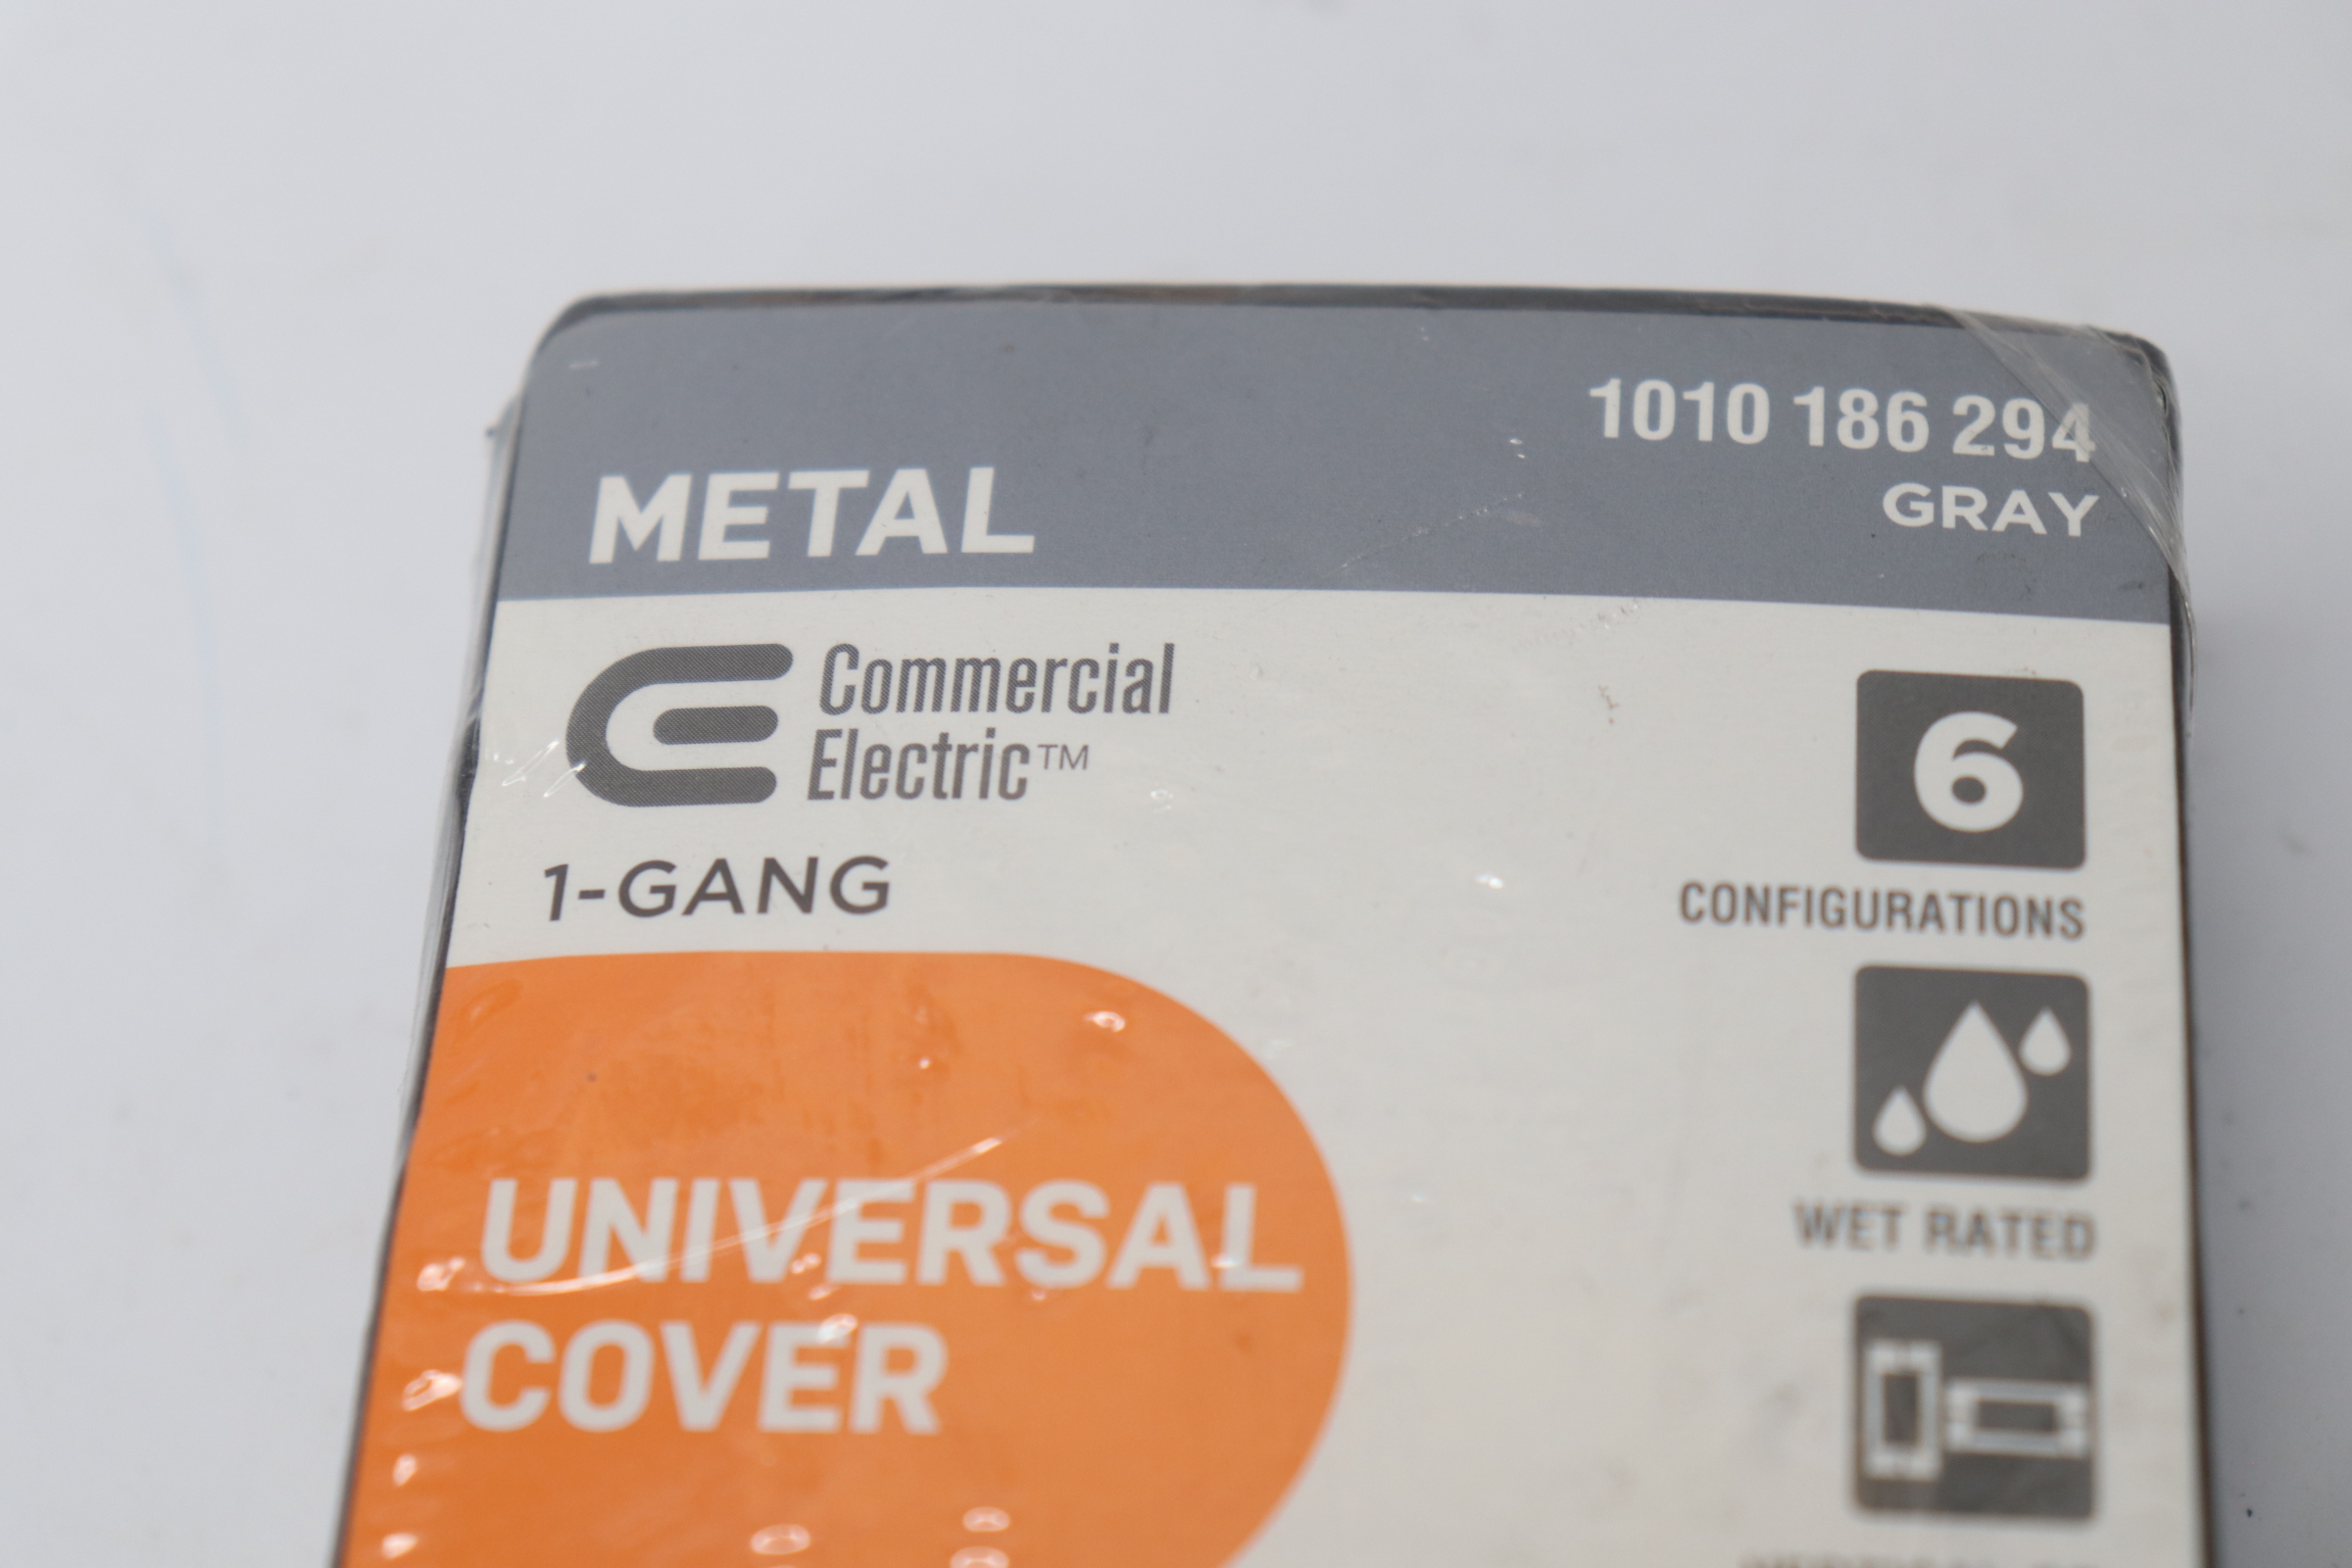 1010 186 294
GRAY
METAL
Commercial
Electric™
1-GANG
6
CONFIGURATIONS
WET RATED
UNIVERSAL
COVER